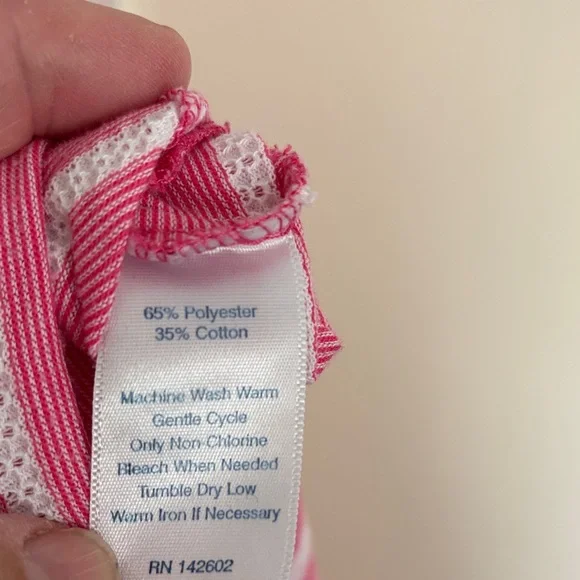 65% Polyester
35% Cotton
Machine Wash Warm
Gentle Cycle
Only Non-Chlorine
Bleach When Needed
Tumble Dry Low
Warm Iron If Necessary
RN 142602